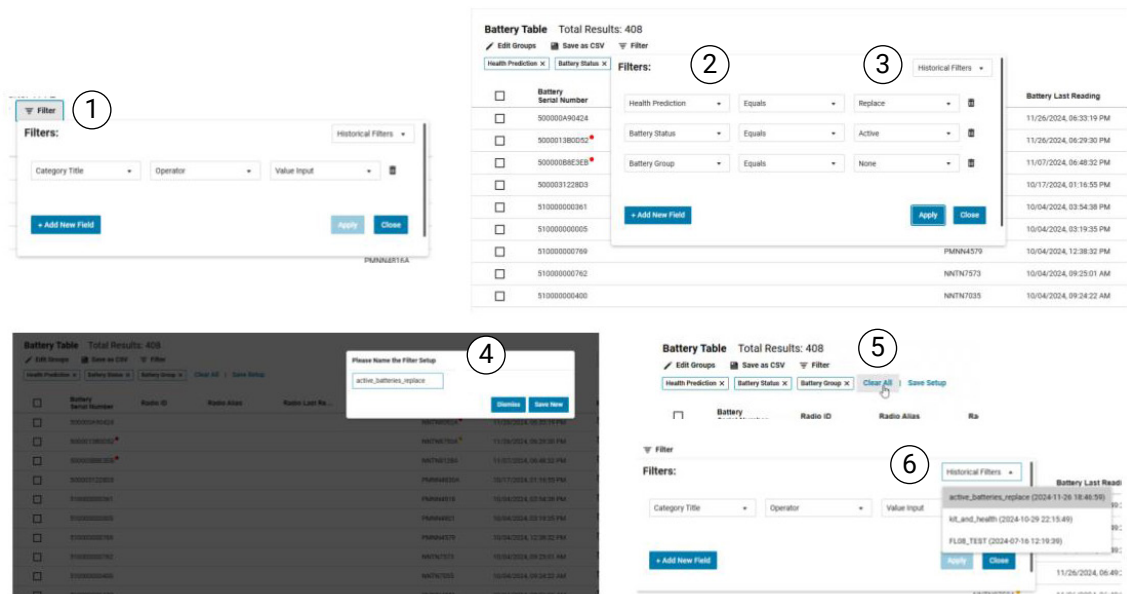 Filter
1
Filters:
Historical Filters
Category Title Operator Value Input
+ Add New Field Apply Close
PMNN4816A
Battery Table Total Results: 408
Edit Groups Save as CSV Filter
Health Prediction × Battery Status ×
Filters: 2 3 Historical Filters
Battery Serial Number Battery Last Reading
Health Prediction Equals Replace
Battery Status Equals Active
Battery Group Equals None
+ Add New Field Apply Close
500000A90424 11/26/2024, 06:33:19 PM
5000013B0D52 11/26/2024, 06:29:30 PM
500000B8E3EB 11/07/2024, 06:48:32 PM
5000031228D3 10/17/2024, 01:16:55 PM
510000000361 10/04/2024, 03:54:38 PM
510000000005 10/04/2024, 03:19:35 PM
510000000769 PMNN4579 10/04/2024, 12:38:32 PM
510000000762 NNTN7573 10/04/2024, 09:25:01 AM
510000000400 NNTN7035 10/04/2024, 09:24:22 AM
Battery Table Total Results: 408
Edit Groups Save as CSV Filter
Health Prediction × Battery Status × Battery Group × Clear All | Save Setup
Battery Serial Number Radio ID Radio Alias Radio Last Re...
Please Name the Filter Setup
4
active_batteries_replace
Dismiss Save New
5
Battery Table Total Results: 408
Edit Groups Save as CSV Filter
Health Prediction × Battery Status × Battery Group × Clear All | Save Setup
Battery Radio ID Radio Alias
Filter
Filters:
6
Historical Filters
Category Title Operator Value Input
active_batteries_replace (2024-11-26 18:46:59)
kit_and_health (2024-10-29 22:15:49)
FL08_TEST (2024-07-16 12:19:39)
+ Add New Field Apply Close
Battery Last
11/26/2024, 06:49: